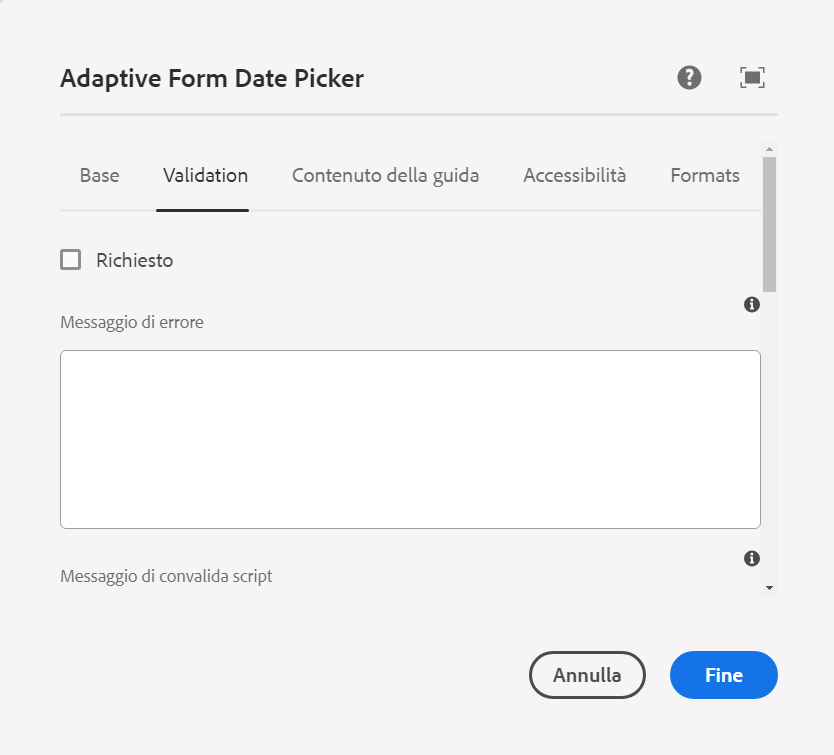 Adaptive Form Date Picker
Base Validation Contenuto della guida Accessibilità Formats
Richiesto
Messaggio di errore
Messaggio di convalida script
Annulla Fine